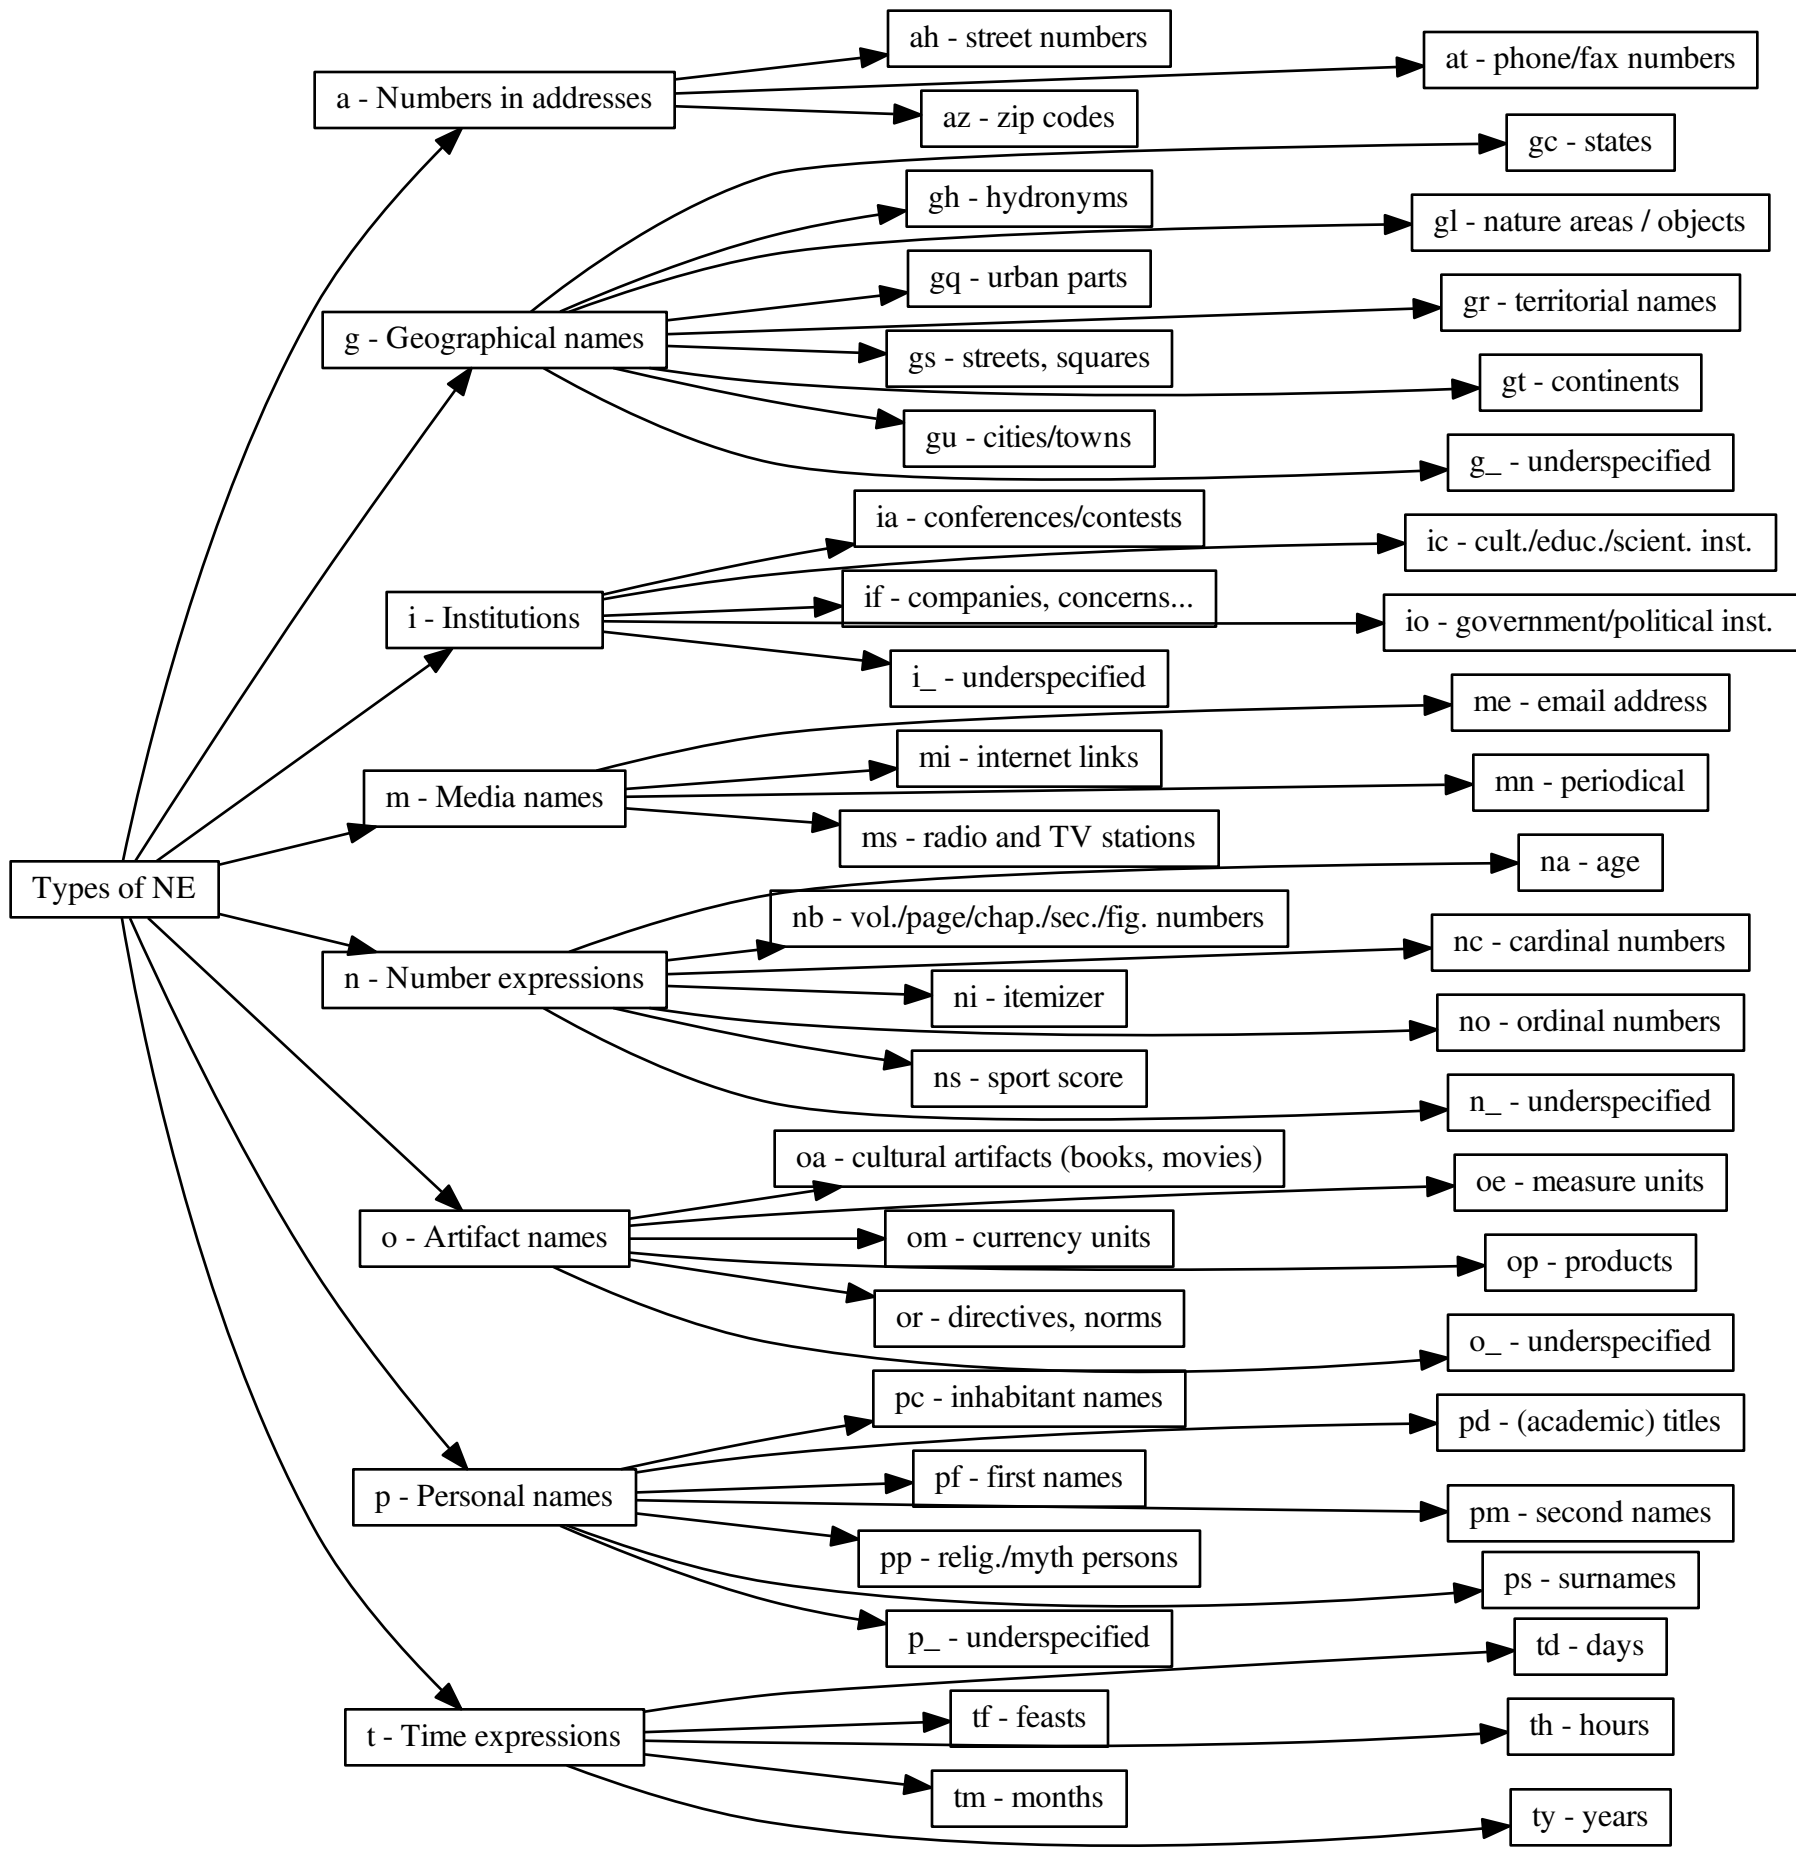 Types of NE
a - Numbers in addresses
ah - street numbers
at - phone/fax numbers
az - zip codes
g - Geographical names
gc - states
gh - hydronyms
gl - nature areas / objects
gq - urban parts
gr - territorial names
gs - streets, squares
gt - continents
gu - cities/towns
g_ - underspecified
i - Institutions
ia - conferences/contests
ic - cult./educ./scient. inst.
if - companies, concerns...
io - government/political inst.
i_ - underspecified
m - Media names
me - email address
mi - internet links
mn - periodical
ms - radio and TV stations
n - Number expressions
na - age
nb - vol./page/chap./sec./fig. numbers
nc - cardinal numbers
ni - itemizer
no - ordinal numbers
ns - sport score
n_ - underspecified
o - Artifact names
oa - cultural artifacts (books, movies)
oe - measure units
om - currency units
op - products
or - directives, norms
o_ - underspecified
p - Personal names
pc - inhabitant names
pd - (academic) titles
pf - first names
pm - second names
pp - relig./myth persons
ps - surnames
p_ - underspecified
t - Time expressions
td - days
tf - feasts
th - hours
tm - months
ty - years